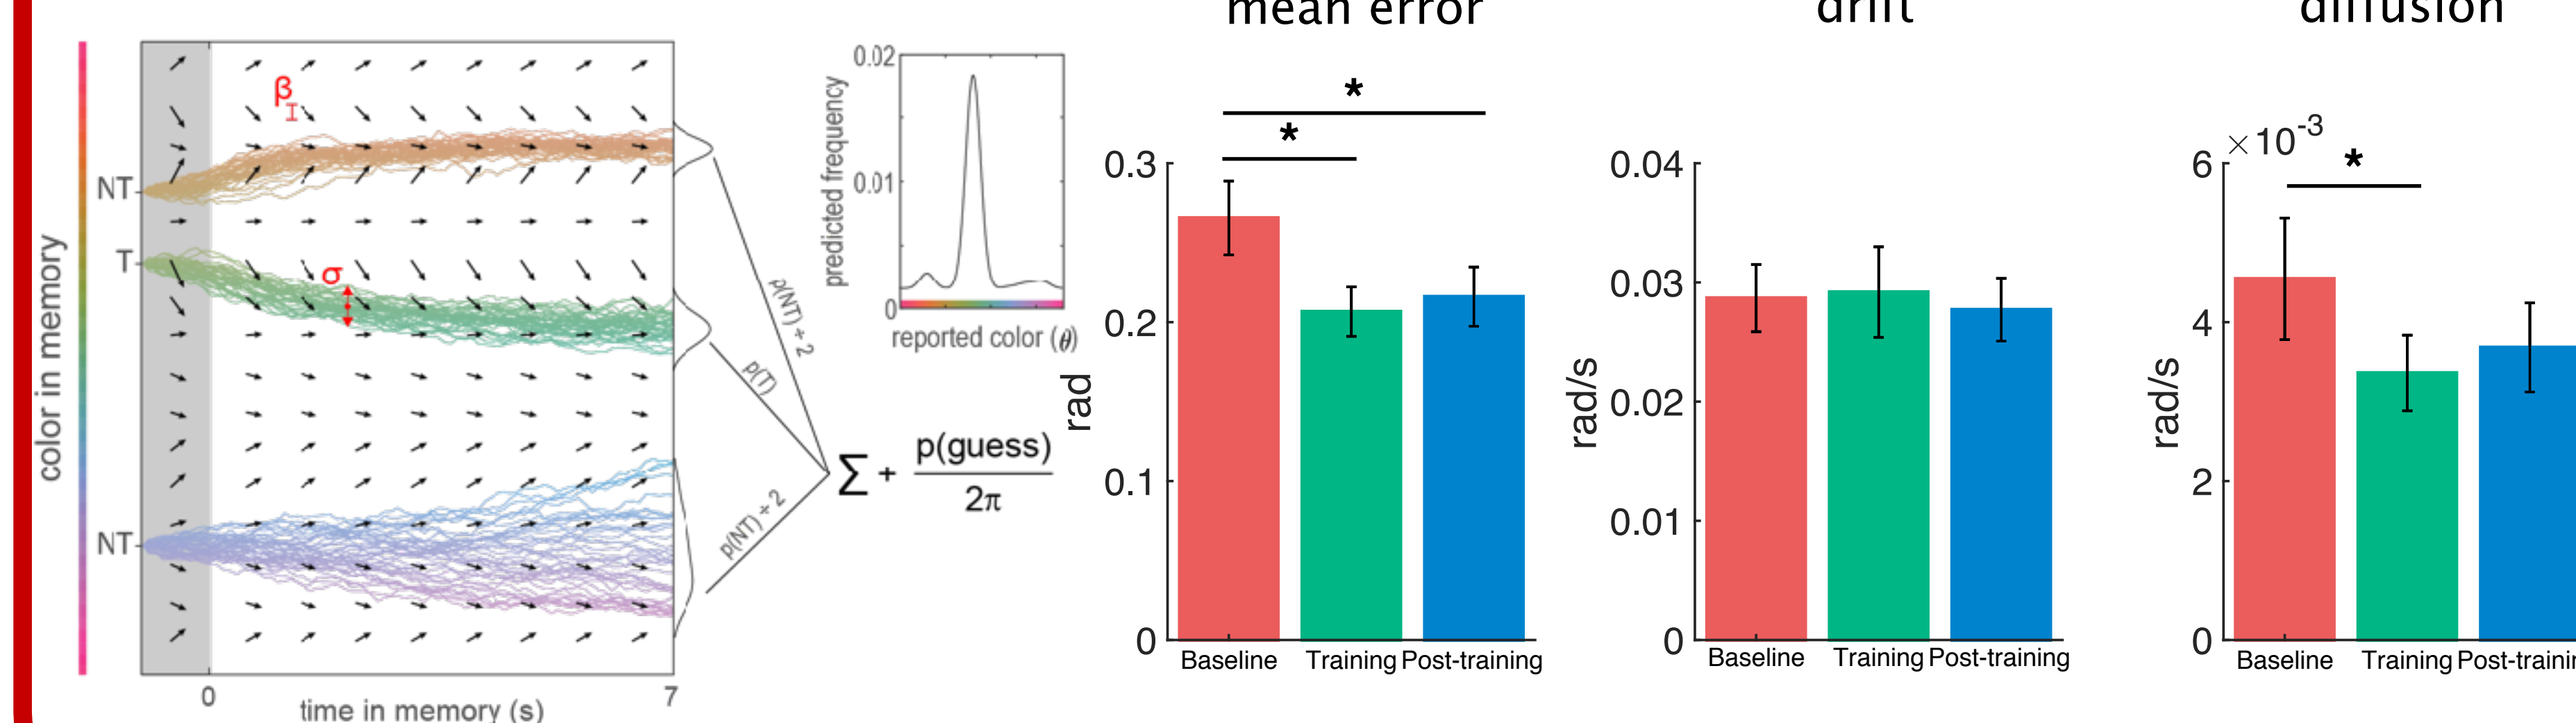 color in memory
NT
T
NT
β
I
σ
0
7
time in memory (s)
p(NT)÷2
p(T)
p(NT)÷2
∑ + p(guess)
2π
predicted frequency
0.02
0.01
0
reported color (θ)
mean error
rad
0.3
0.2
0.1
0
*
*
Baseline Training Post-training
drift
rad/s
0.04
0.03
0.02
0.01
0
Baseline Training Post-training
diffusion
×10-3
rad/s
6
4
2
0
*
Baseline Training Post-trainin